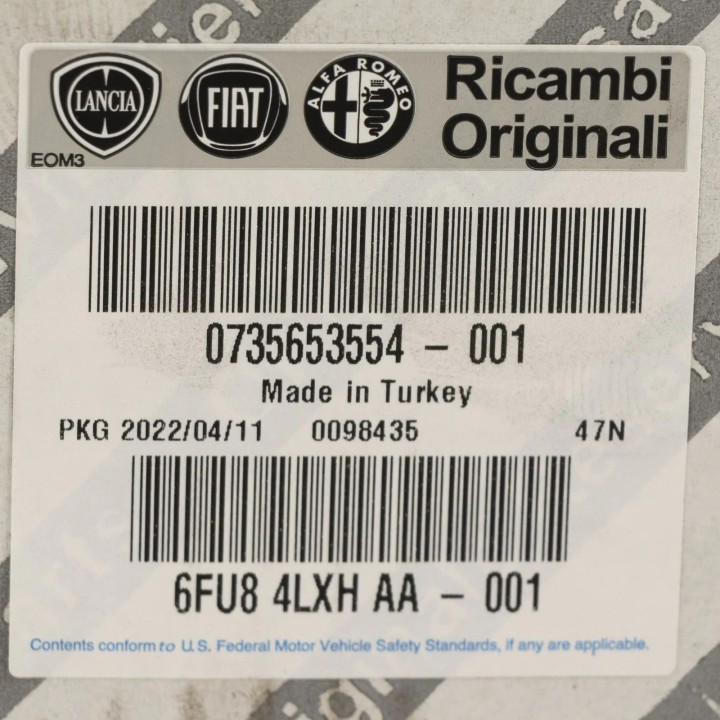 LANCIA
FIAT
ALFA ROMEO
Ricambi
Originali
EOM3
0735653554 - 001
Made in Turkey
PKG 2022/04/11 0098435 47N
6FU8 4LXH AA - 001
Contents conform to U.S. Federal Motor Vehicle Safety Standards, if any are applicable.